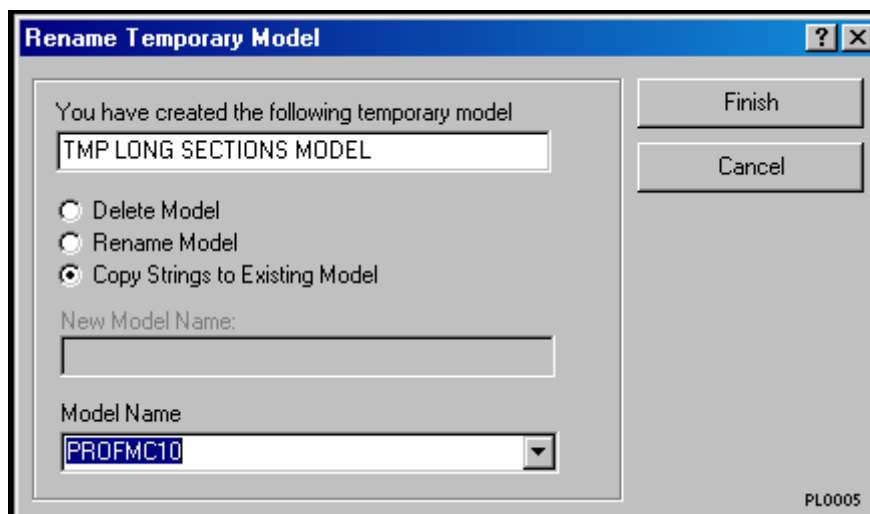 Rename Temporary Model
You have created the following temporary model
TMP LONG SECTIONS MODEL
Delete Model
Rename Model
Copy Strings to Existing Model
New Model Name:
Model Name
PROFMC10
Finish
Cancel
PL0005